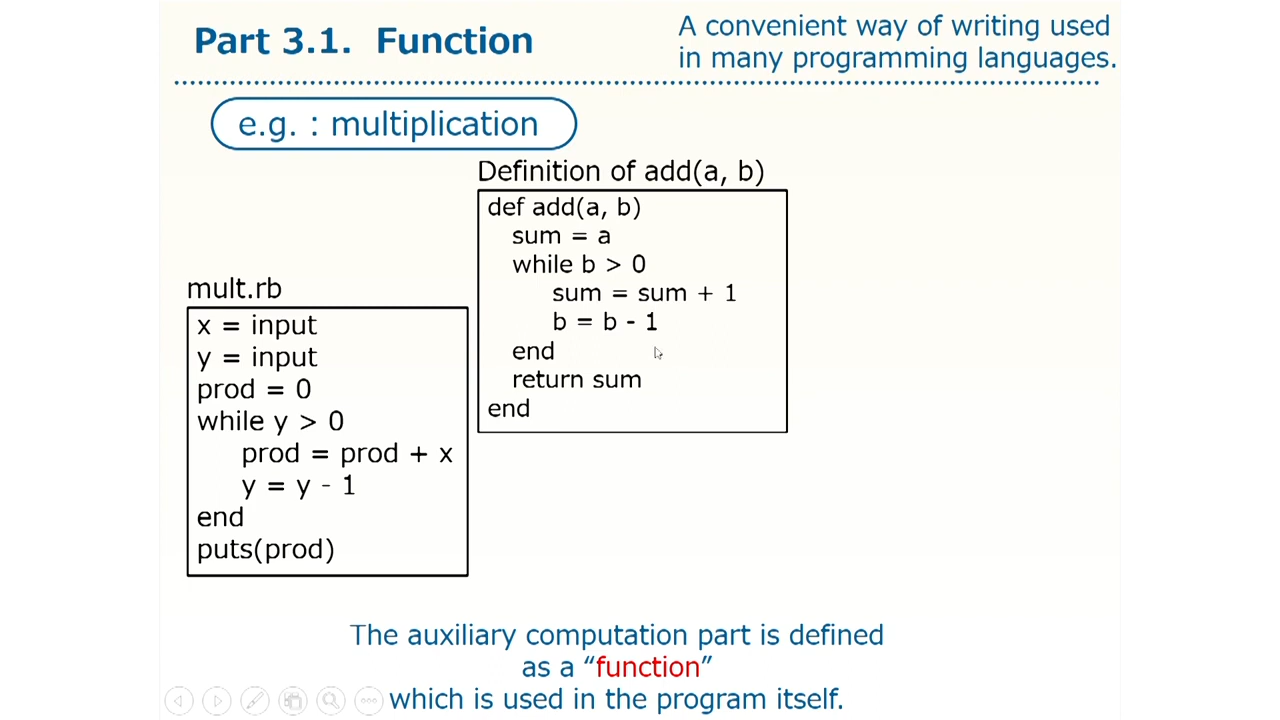 Part 3.1. Function
A convenient way of writing used
in many programming languages.
e.g. : multiplication
Definition of add(a, b)
def add(a, b)
sum = a
while b > 0
sum = sum + 1
b = b - 1
end
return sum
end
mult.rb
x = input
y = input
prod = 0
while y > 0
prod = prod + x
y = y - 1
end
puts(prod)
The auxiliary computation part is defined
as a “function”
which is used in the program itself.